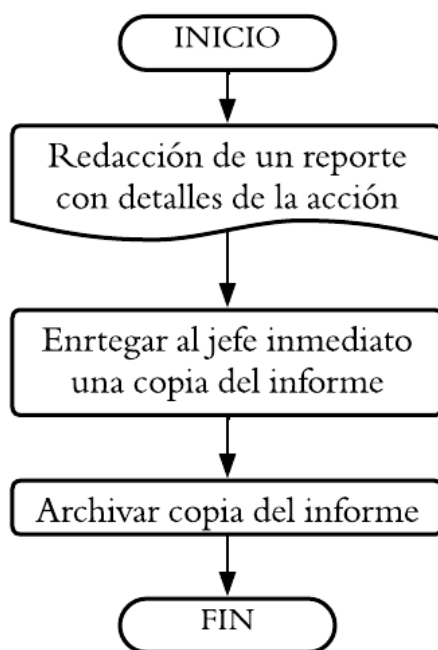 INICIO
Redacción de un reporte
con detalles de la acción
Enrtegar al jefe inmediato
una copia del informe
Archivar copia del informe
FIN